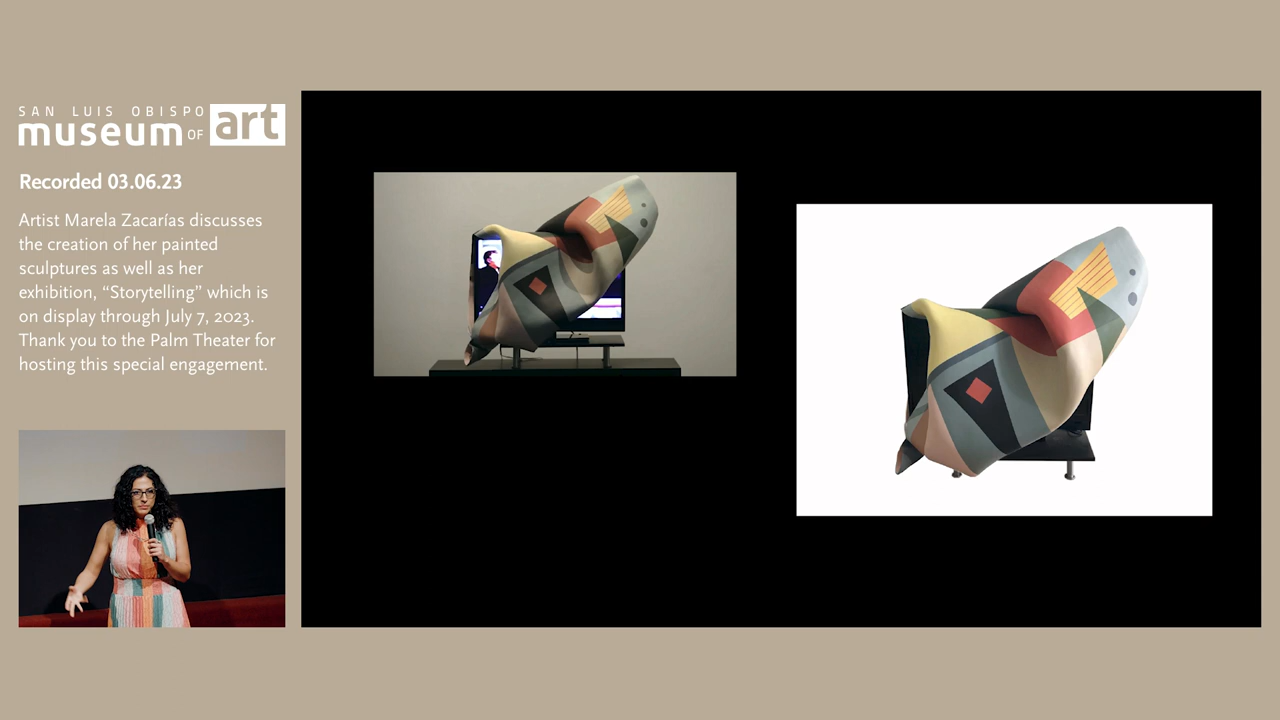 SAN LUIS OBISPO
museum OF art
Recorded 03.06.23
Artist Marela Zacarías discusses
the creation of her painted
sculptures as well as her
exhibition, “Storytelling” which is
on display through July 7, 2023.
Thank you to the Palm Theater for
hosting this special engagement.